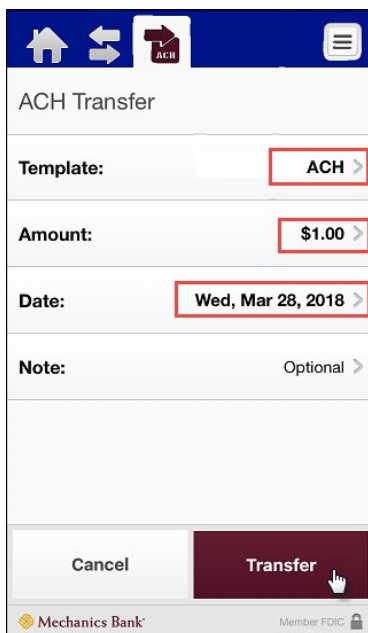 ACH
ACH Transfer
Template: ACH
Amount: $1.00
Date: Wed, Mar 28, 2018
Note: Optional
Cancel Transfer
Mechanics Bank Member FDIC